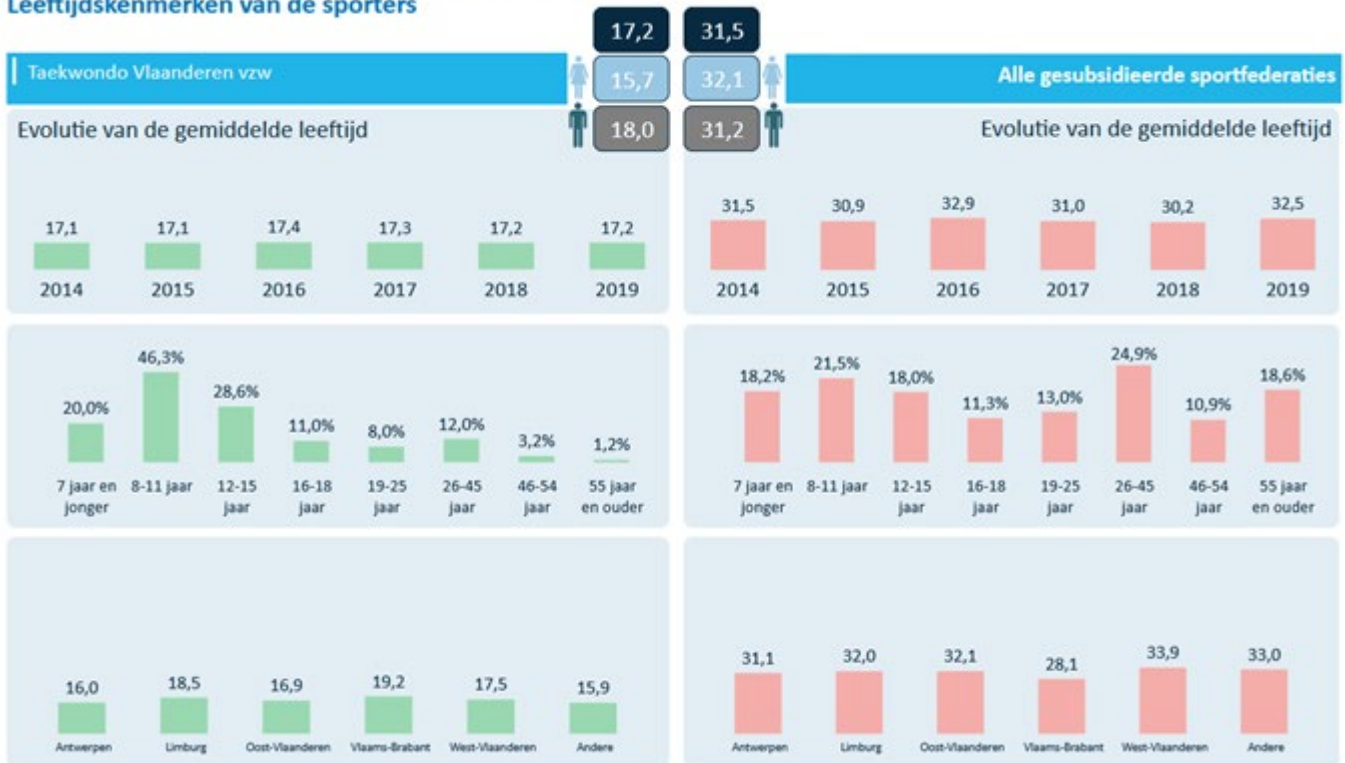 Leeftijdskenmerken van de sporters
17,2
31,5
Taekwondo Vlaanderen vzw
15,7
32,1
Alle gesubsidieerde sportfederaties
18,0
31,2
Evolutie van de gemiddelde leeftijd
17,1
17,1
17,4
17,3
17,2
17,2
2014
2015
2016
2017
2018
2019
Evolutie van de gemiddelde leeftijd
31,5
30,9
32,9
31,0
30,2
32,5
2014
2015
2016
2017
2018
2019
20,0%
46,3%
28,6%
11,0%
8,0%
12,0%
3,2%
1,2%
7 jaar en
jonger
8-11 jaar
12-15
jaar
16-18
jaar
19-25
jaar
26-45
jaar
46-54
jaar
55 jaar
en ouder
18,2%
21,5%
18,0%
11,3%
13,0%
24,9%
10,9%
18,6%
7 jaar en
jonger
8-11 jaar
12-15
jaar
16-18
jaar
19-25
jaar
26-45
jaar
46-54
jaar
55 jaar
en ouder
16,0
18,5
16,9
19,2
17,5
15,9
Antwerpen
Limburg
Oost-Vlaanderen
Vlaams-Brabant
West-Vlaanderen
Andere
31,1
32,0
32,1
28,1
33,9
33,0
Antwerpen
Limburg
Oost-Vlaanderen
Vlaams-Brabant
West-Vlaanderen
Andere